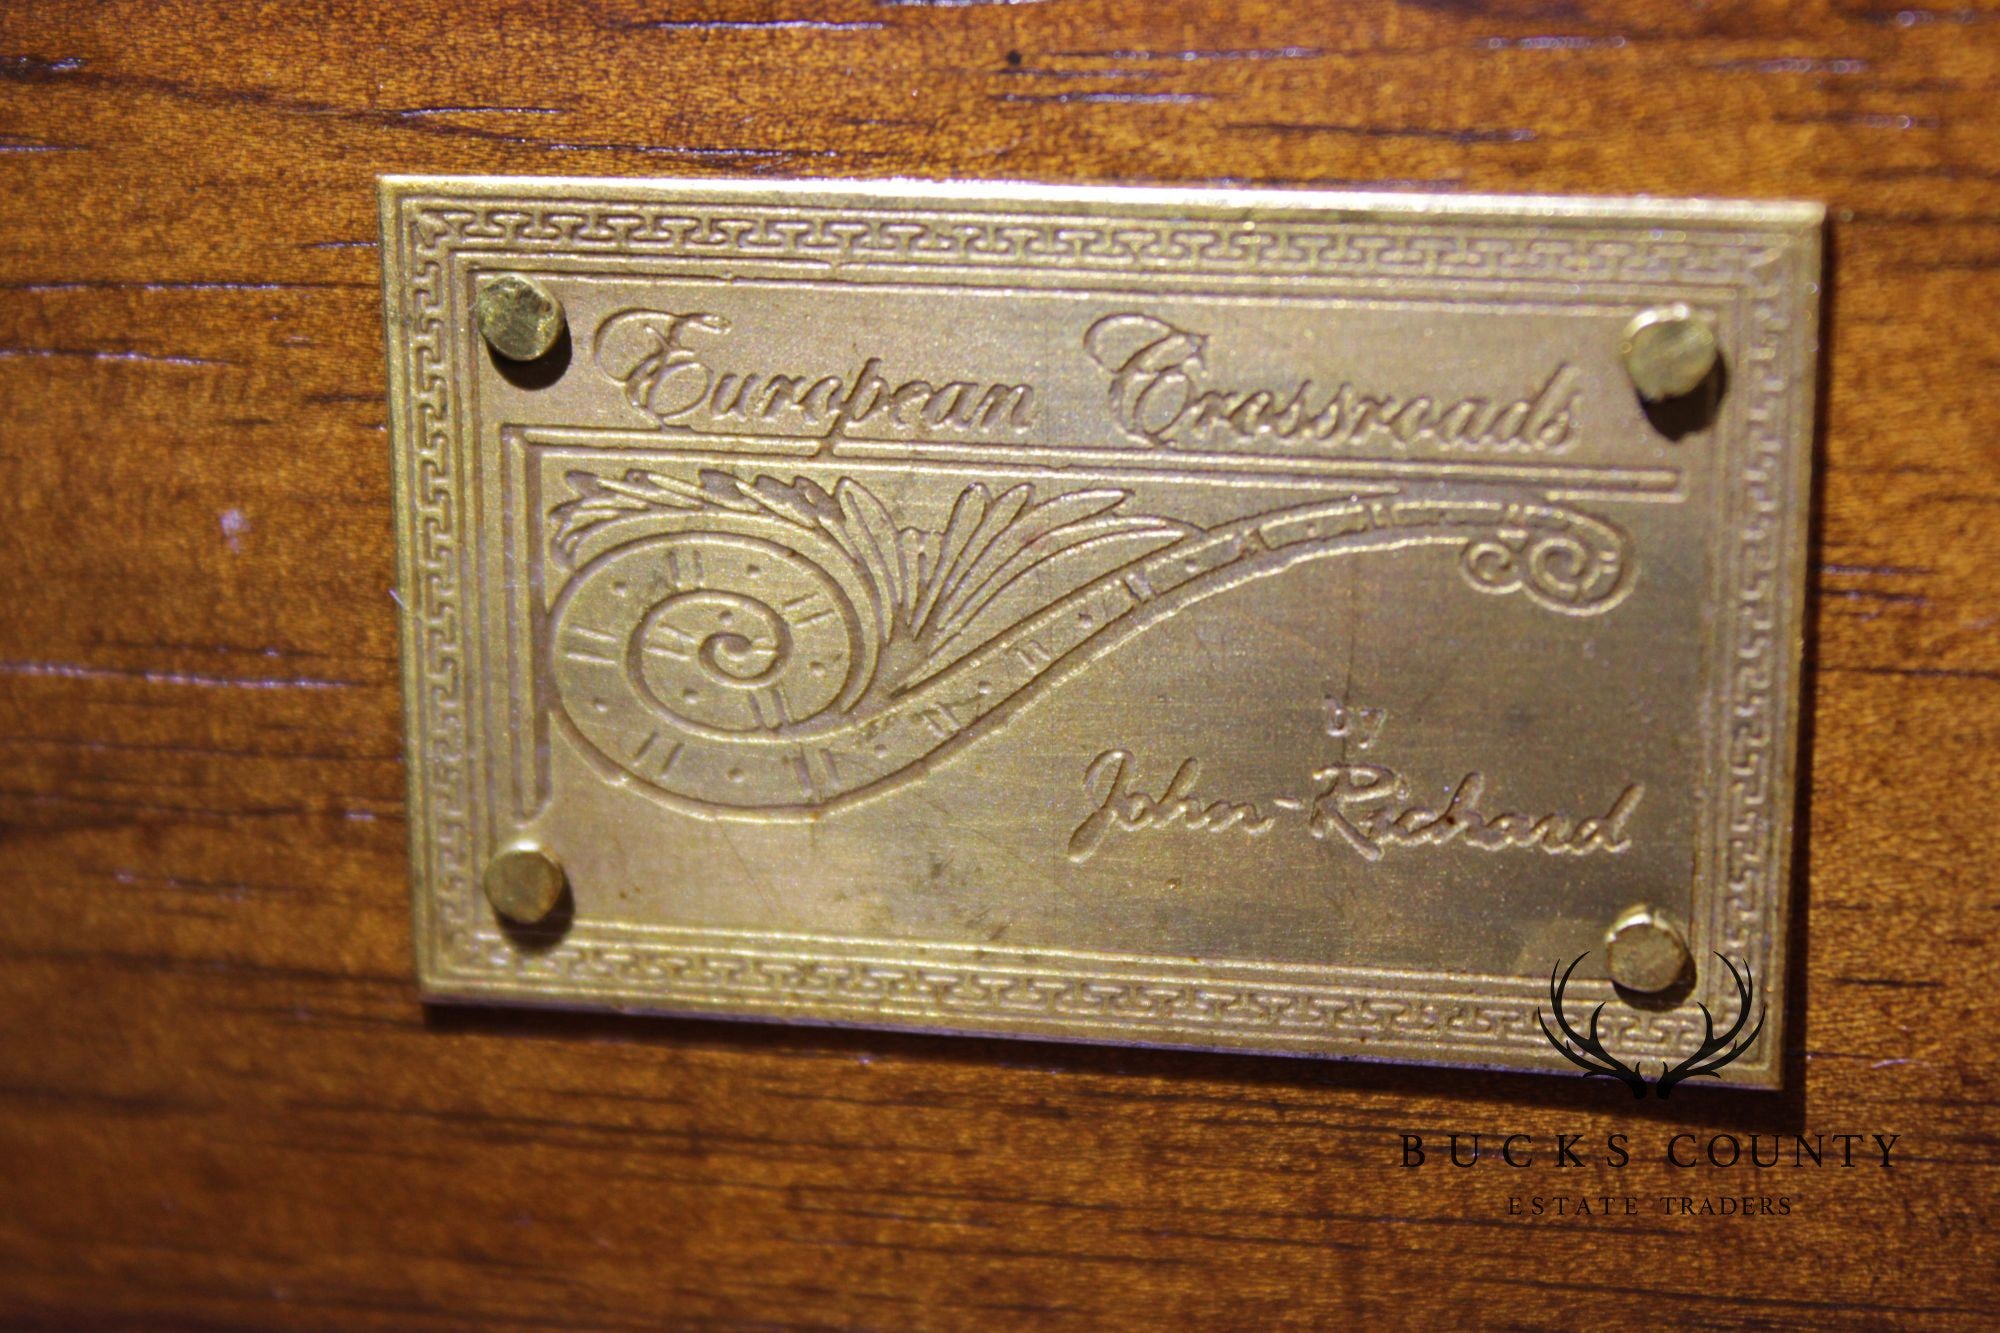 European Crossroads
by
John-Richard
BUCKS COUNTY
ESTATE TRADERS